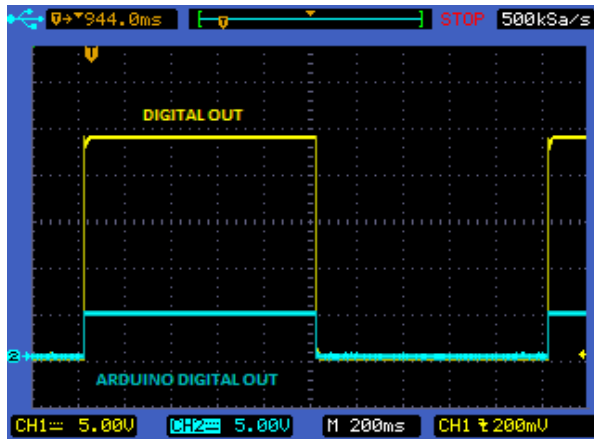 944.0ms STOP 500kSa/s
DIGITAL OUT
2
ARDUINO DIGITAL OUT
CH1 5.00V CH2 5.00V M 200ms CH1 200mV